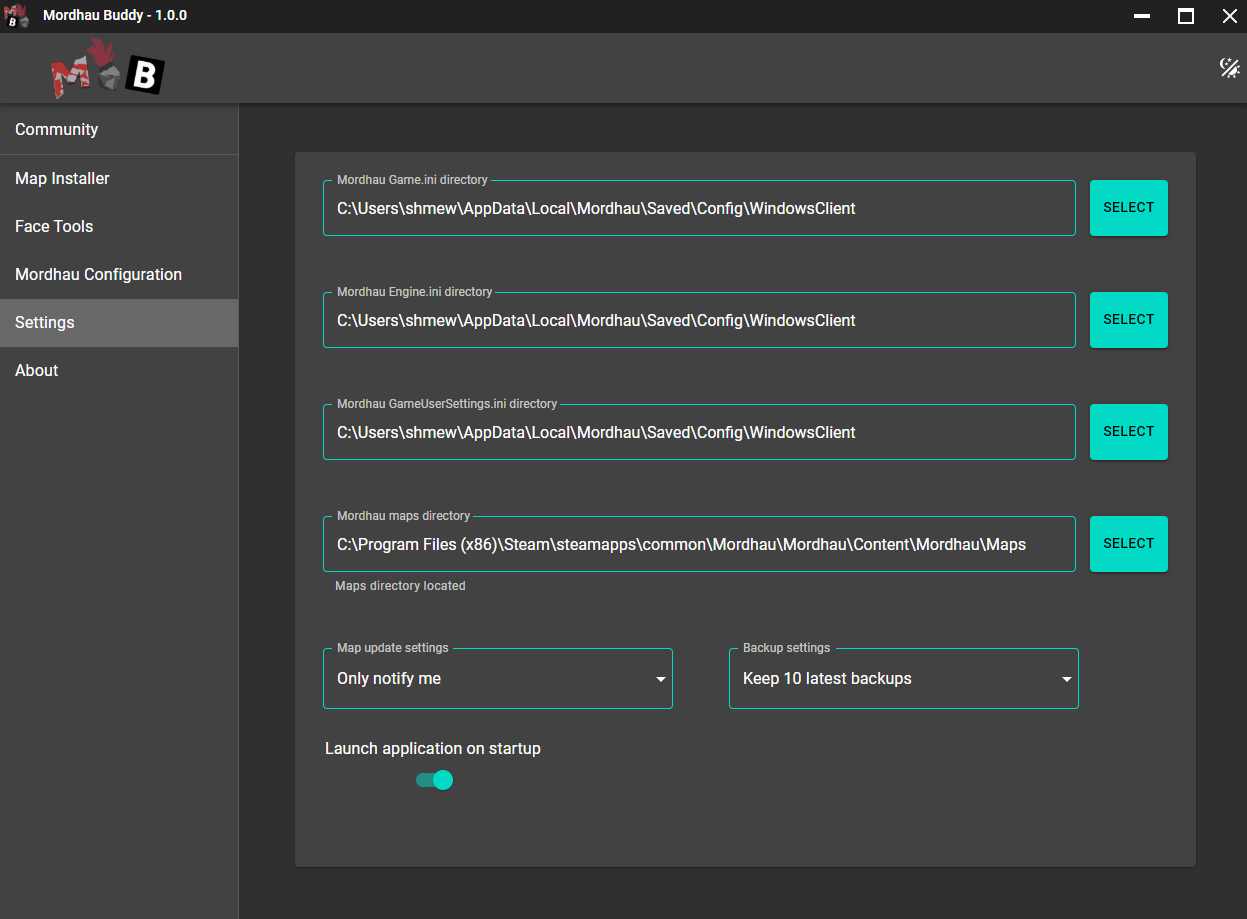 Mordhau Buddy - 1.0.0
M B
Community
Map Installer
Face Tools
Mordhau Configuration
Settings
About
Mordhau Game.ini directory
C:\Users\shmew\AppData\Local\Mordhau\Saved\Config\WindowsClient
SELECT
Mordhau Engine.ini directory
C:\Users\shmew\AppData\Local\Mordhau\Saved\Config\WindowsClient
SELECT
Mordhau GameUserSettings.ini directory
C:\Users\shmew\AppData\Local\Mordhau\Saved\Config\WindowsClient
SELECT
Mordhau maps directory
C:\Program Files (x86)\Steam\steamapps\common\Mordhau\Mordhau\Content\Mordhau\Maps
SELECT
Maps directory located
Map update settings
Only notify me
Backup settings
Keep 10 latest backups
Launch application on startup